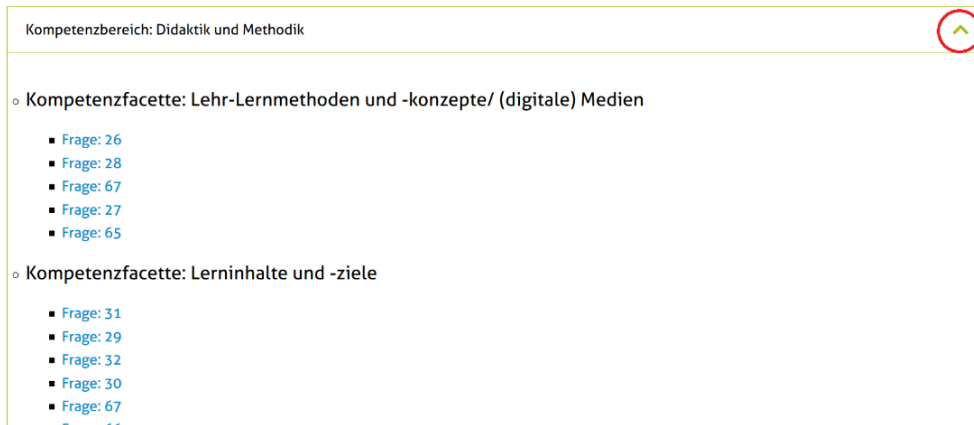 Kompetenzbereich: Didaktik und Methodik
Kompetenzfacette: Lehr-Lernmethoden und -konzepte/ (digitale) Medien
Frage: 26
Frage: 28
Frage: 67
Frage: 27
Frage: 65
Kompetenzfacette: Lerninhalte und -ziele
Frage: 31
Frage: 29
Frage: 32
Frage: 30
Frage: 67